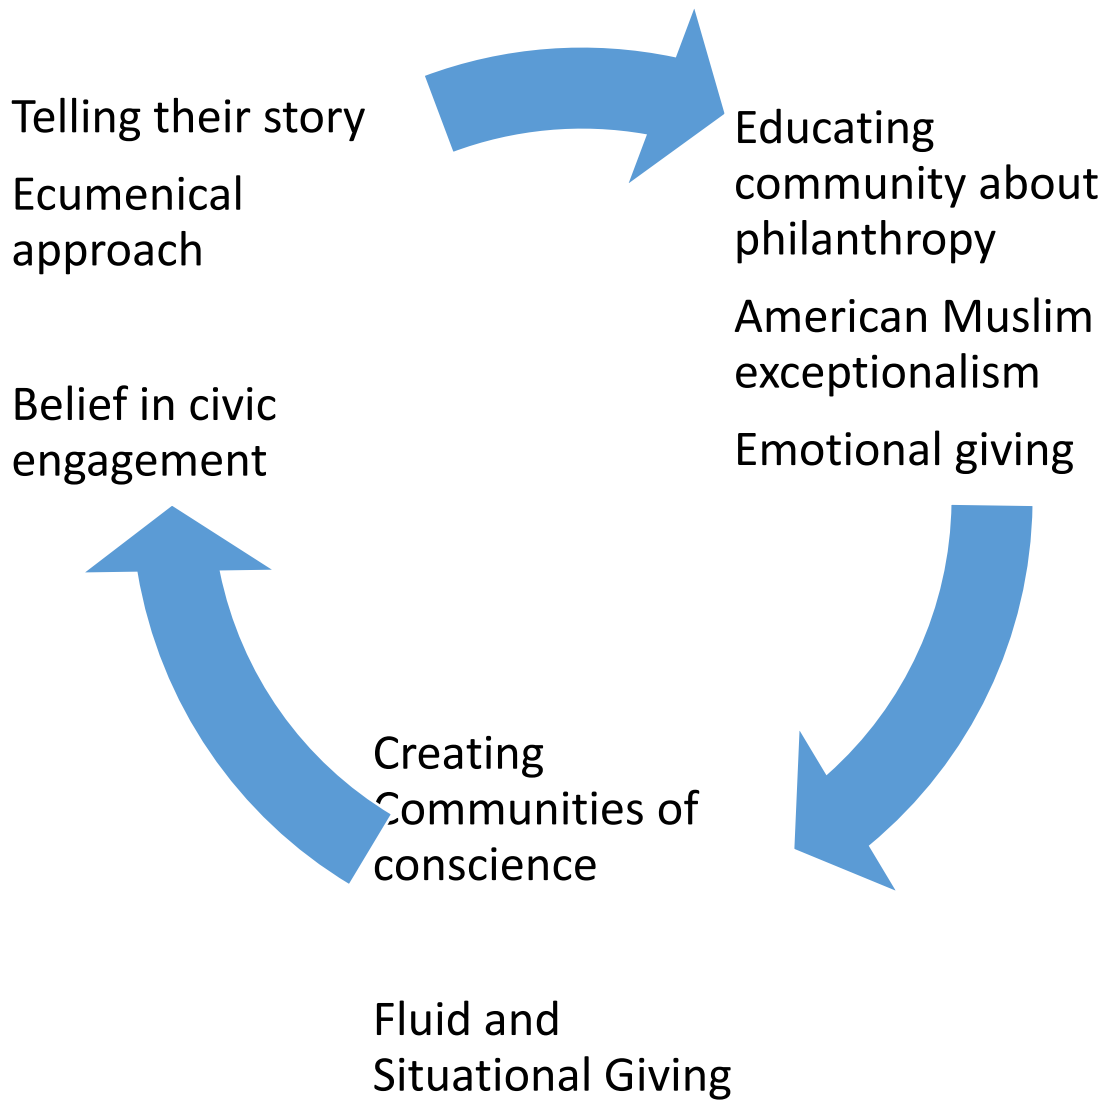 Telling their story
Ecumenical
approach
Belief in civic
engagement
Educating
community about
philanthropy
American Muslim
exceptionalism
Emotional giving
Creating
Communities of
conscience
Fluid and
Situational Giving